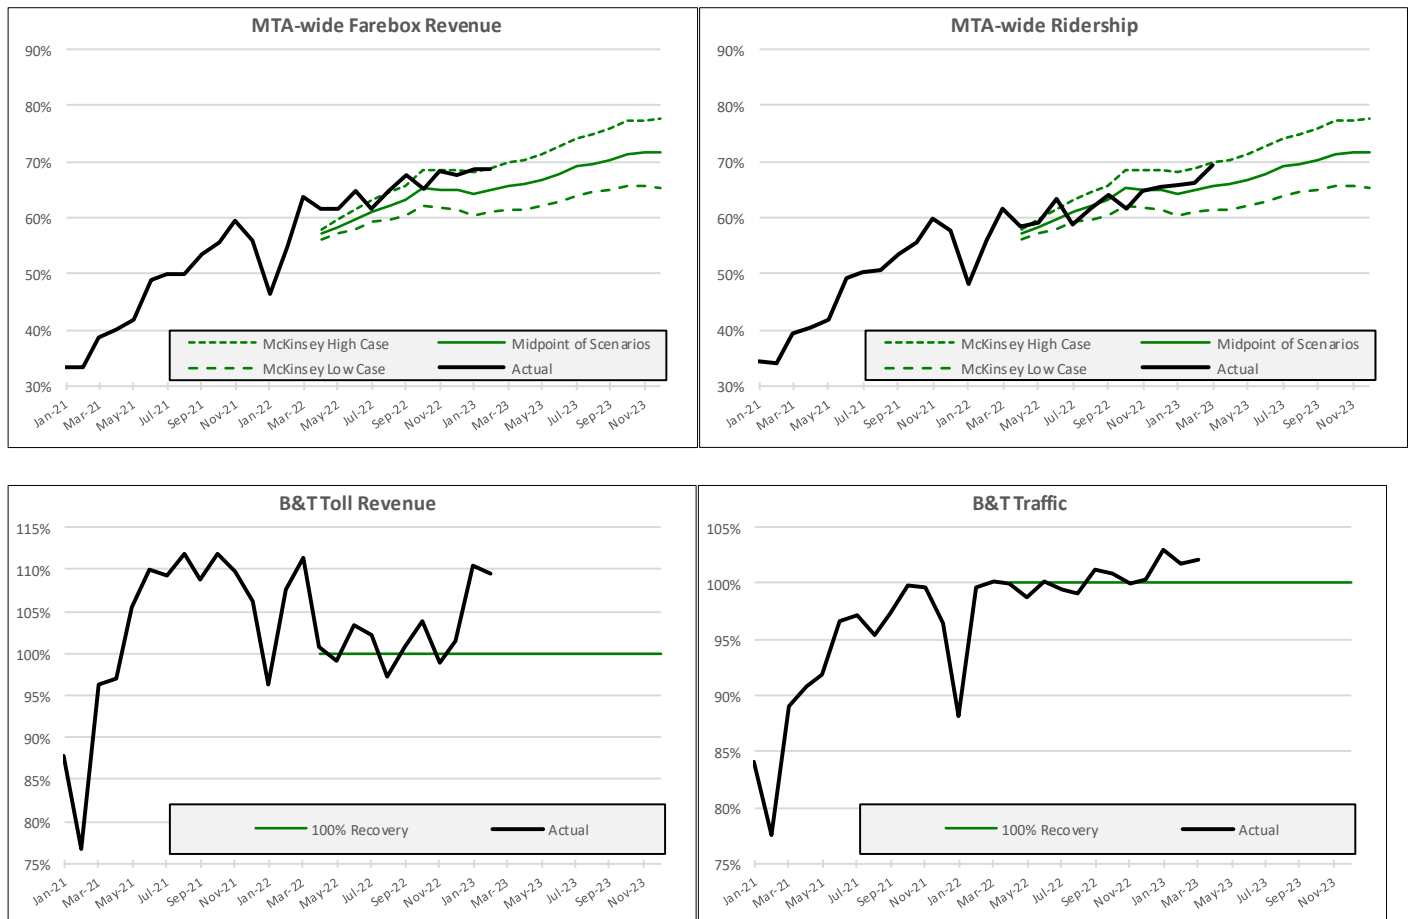 MTA-wide Farebox Revenue
90%
80%
70%
60%
50%
40%
30%
McKinsey High Case
Midpoint of Scenarios
McKinsey Low Case
Actual
Jan-21
Mar-21
May-21
Jul-21
Sep-21
Nov-21
Jan-22
Mar-22
May-22
Jul-22
Sep-22
Nov-22
Jan-23
Mar-23
May-23
Jul-23
Sep-23
Nov-23
MTA-wide Ridership
90%
80%
70%
60%
50%
40%
30%
McKinsey High Case
Midpoint of Scenarios
McKinsey Low Case
Actual
Jan-21
Mar-21
May-21
Jul-21
Sep-21
Nov-21
Jan-22
Mar-22
May-22
Jul-22
Sep-22
Nov-22
Jan-23
Mar-23
May-23
Jul-23
Sep-23
Nov-23
B&T Toll Revenue
115%
110%
105%
100%
95%
90%
85%
80%
75%
100% Recovery
Actual
Jan-21
Mar-21
May-21
Jul-21
Sep-21
Nov-21
Jan-22
Mar-22
May-22
Jul-22
Sep-22
Nov-22
Jan-23
Mar-23
May-23
Jul-23
Sep-23
Nov-23
B&T Traffic
105%
100%
95%
90%
85%
80%
75%
100% Recovery
Actual
Jan-21
Mar-21
May-21
Jul-21
Sep-21
Nov-21
Jan-22
Mar-22
May-22
Jul-22
Sep-22
Nov-22
Jan-23
Mar-23
May-23
Jul-23
Sep-23
Nov-23